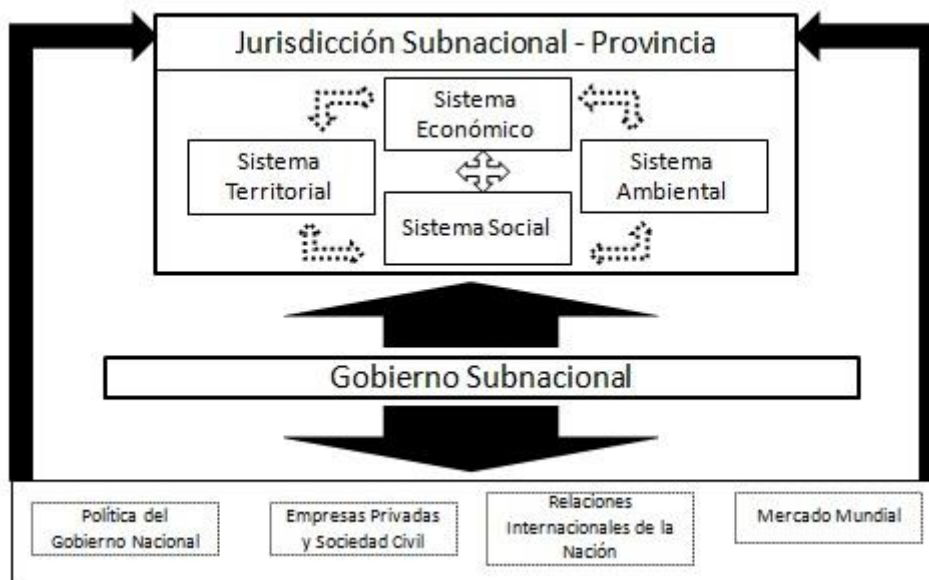 Jurisdicción Subnacional - Provincia
Sistema
Económico
Sistema
Territorial
Sistema
Ambiental
Sistema Social
Gobierno Subnacional
Política del
Gobierno Nacional
Empresas Privadas
y Sociedad Civil
Relaciones
Internacionales de la
Nación
Mercado Mundial